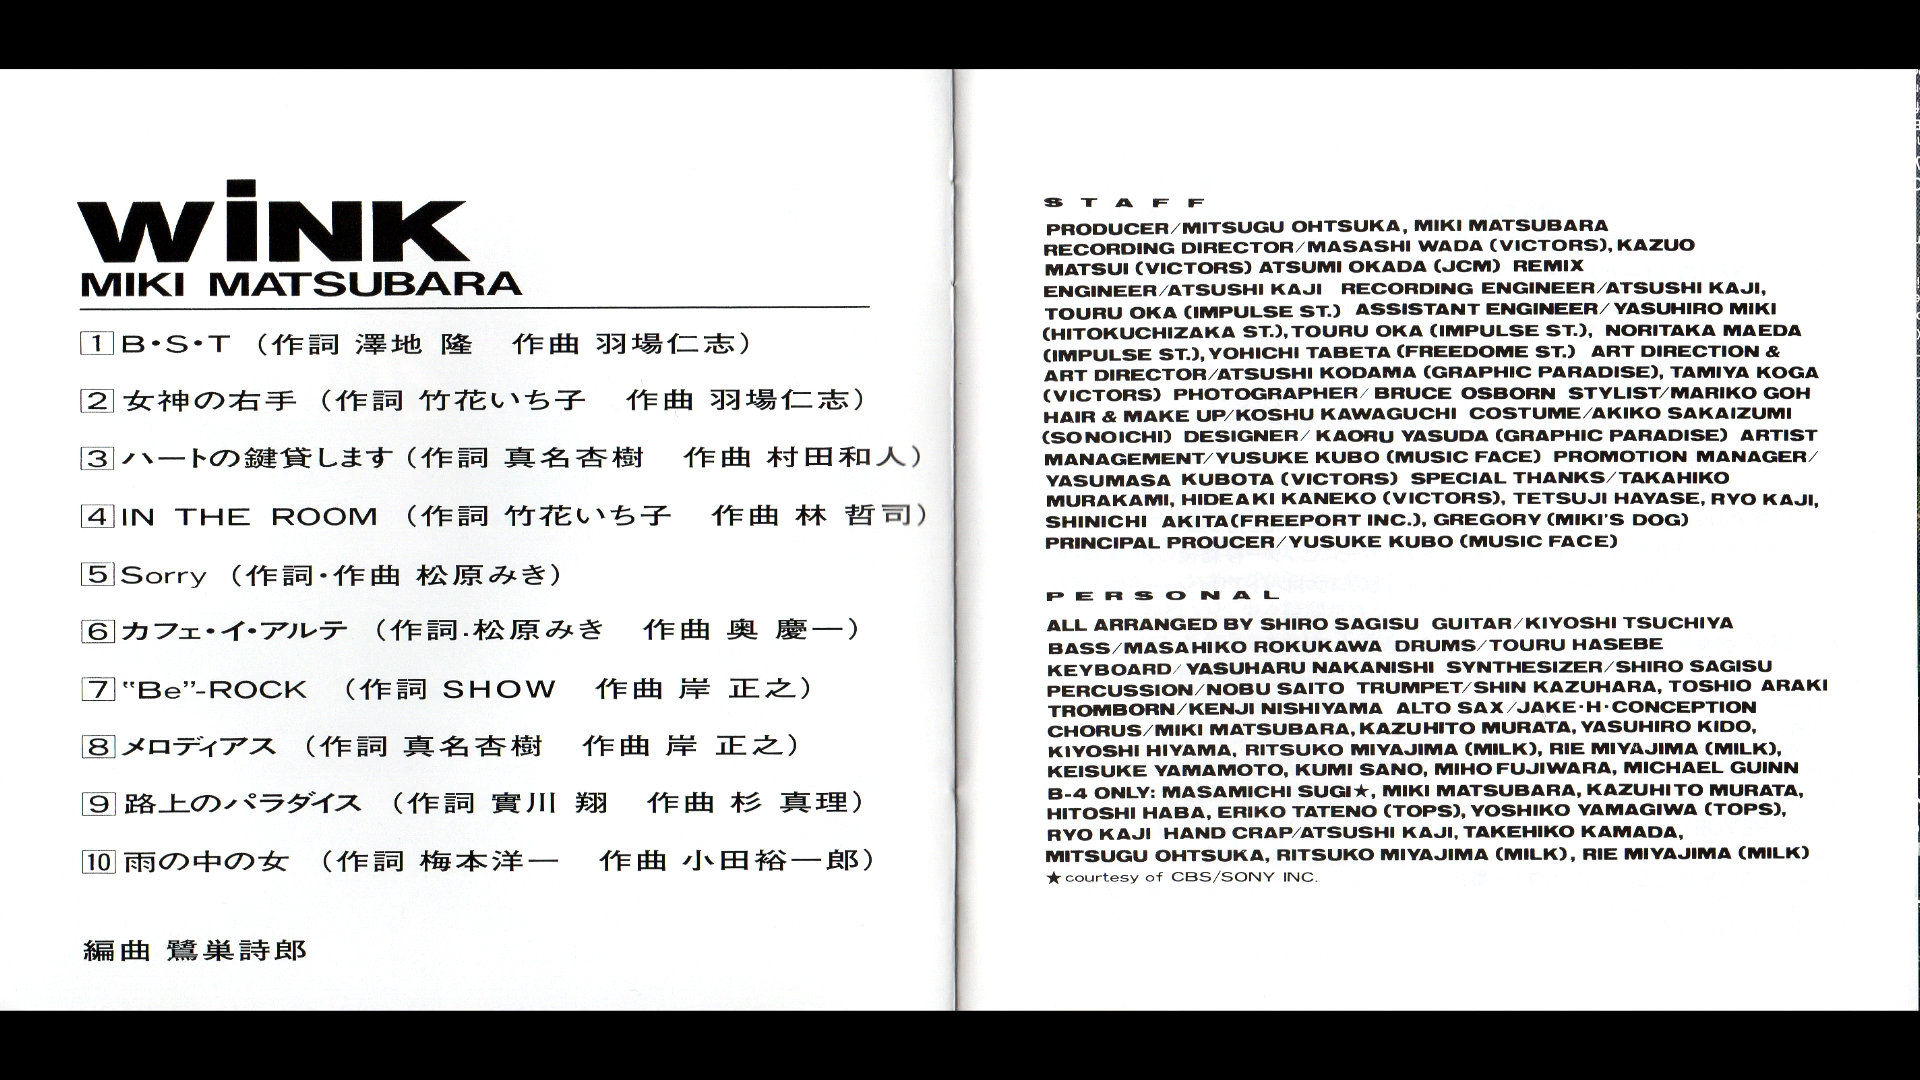 WiNK
MIKI MATSUBARA
1 B・S・T (作詞 澤地 隆 作曲 羽場仁志)
2 女神の右手 (作詞 竹花いち子 作曲 羽場仁志)
3 ハートの鍵貸します (作詞 真名杏樹 作曲 村田和人)
4 IN THE ROOM (作詞 竹花いち子 作曲 林 哲司)
5 Sorry (作詞・作曲 松原みき)
6 カフェ・イ・アルテ (作詞.松原みき 作曲 奥 慶一)
7 “Be”-ROCK (作詞 SHOW 作曲 岸 正之)
8 メロディアス (作詞 真名杏樹 作曲 岸 正之)
9 路上のパラダイス (作詞 實川 翔 作曲 杉 真理)
10 雨の中の女 (作詞 梅本洋一 作曲 小田裕一郎)
編曲 鷺巣詩郎
STAFF
PRODUCER/MITSUGU OHTSUKA, MIKI MATSUBARA
RECORDING DIRECTOR/MASASHI WADA (VICTORS), KAZUO
MATSUI (VICTORS) ATSUMI OKADA (JCM) REMIX
ENGINEER/ATSUSHI KAJI RECORDING ENGINEER/ATSUSHI KAJI,
TOURU OKA (IMPULSE ST.) ASSISTANT ENGINEER/YASUHIRO MIKI
(HITOKUCHIZAKA ST.), TOURU OKA (IMPULSE ST.), NORITAKA MAEDA
(IMPULSE ST.), YOHICHI TABETA (FREEDOME ST.) ART DIRECTION &
ART DIRECTOR/ATSUSHI KODAMA (GRAPHIC PARADISE), TAMIYA KOGA
(VICTORS) PHOTOGRAPHER/BRUCE OSBORN STYLIST/MARIKO GOH
HAIR & MAKE UP/KOSHU KAWAGUCHI COSTUME/AKIKO SAKAIZUMI
(SONOICHI) DESIGNER/KAORU YASUDA (GRAPHIC PARADISE) ARTIST
MANAGEMENT/YUSUKE KUBO (MUSIC FACE) PROMOTION MANAGER/
YASUMASA KUBOTA (VICTORS) SPECIAL THANKS/TAKAHIKO
MURAKAMI, HIDEAKI KANEKO (VICTORS), TETSUJI HAYASE, RYO KAJI,
SHINICHI AKITA(FREEPORT INC.), GREGORY (MIKI'S DOG)
PRINCIPAL PROUCER/YUSUKE KUBO (MUSIC FACE)
PERSONAL
ALL ARRANGED BY SHIRO SAGISU GUITAR/KIYOSHI TSUCHIYA
BASS/MASAHIKO ROKUKAWA DRUMS/TOURU HASEBE
KEYBOARD/YASUHARU NAKANISHI SYNTHESIZER/SHIRO SAGISU
PERCUSSION/NOBU SAITO TRUMPET/SHIN KAZUHARA, TOSHIO ARAKI
TROMBORN/KENJI NISHIYAMA ALTO SAX/JAKE・H・CONCEPTION
CHORUS/MIKI MATSUBARA, KAZUHITO MURATA, YASUHIRO KIDO,
KIYOSHI HIYAMA, RITSUKO MIYAJIMA (MILK), RIE MIYAJIMA (MILK),
KEISUKE YAMAMOTO, KUMI SANO, MIHO FUJIWARA, MICHAEL GUINN
B-4 ONLY: MASAMICHI SUGI★, MIKI MATSUBARA, KAZUHITO MURATA,
HITOSHI HABA, ERIKO TATENO (TOPS), YOSHIKO YAMAGIWA (TOPS),
RYO KAJI HAND CRAP/ATSUSHI KAJI, TAKEHIKO KAMADA,
MITSUGU OHTSUKA, RITSUKO MIYAJIMA (MILK), RIE MIYAJIMA (MILK)
★courtesy of CBS/SONY INC.